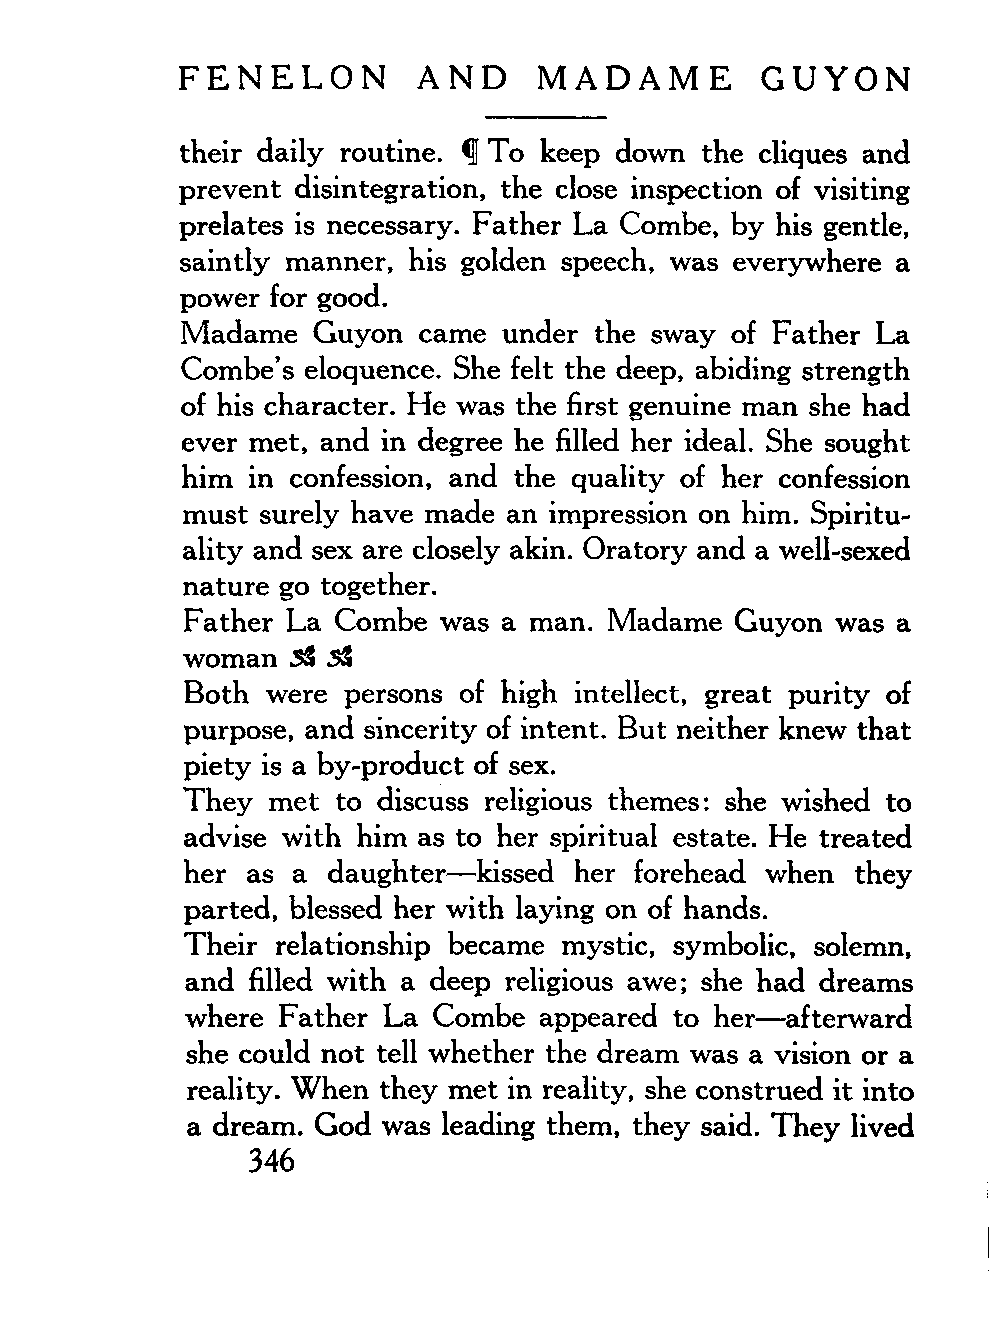 FENELON AND MADAME GUYON
their daily routine. ¶ To keep down the cliques and
prevent disintegration, the close inspection of visiting
prelates is necessary. Father La Combe, by his gentle,
saintly manner, his golden speech, was everywhere a
power for good.
Madame Guyon came under the sway of Father La
Combe's eloquence. She felt the deep, abiding strength
of his character. He was the first genuine man she had
ever met, and in degree he filled her ideal. She sought
him in confession, and the quality of her confession
must surely have made an impression on him. Spiritu-
ality and sex are closely akin. Oratory and a well-sexed
nature go together.
Father La Combe was a man. Madame Guyon was a
woman
Both were persons of high intellect, great purity of
purpose, and sincerity of intent. But neither knew that
piety is a by-product of sex.
They met to discuss religious themes: she wished to
advise with him as to her spiritual estate. He treated
her as a daughter—kissed her forehead when they
parted, blessed her with laying on of hands.
Their relationship became mystic, symbolic, solemn,
and filled with a deep religious awe; she had dreams
where Father La Combe appeared to her—afterward
she could not tell whether the dream was a vision or a
reality. When they met in reality, she construed it into
a dream. God was leading them, they said. They lived
346